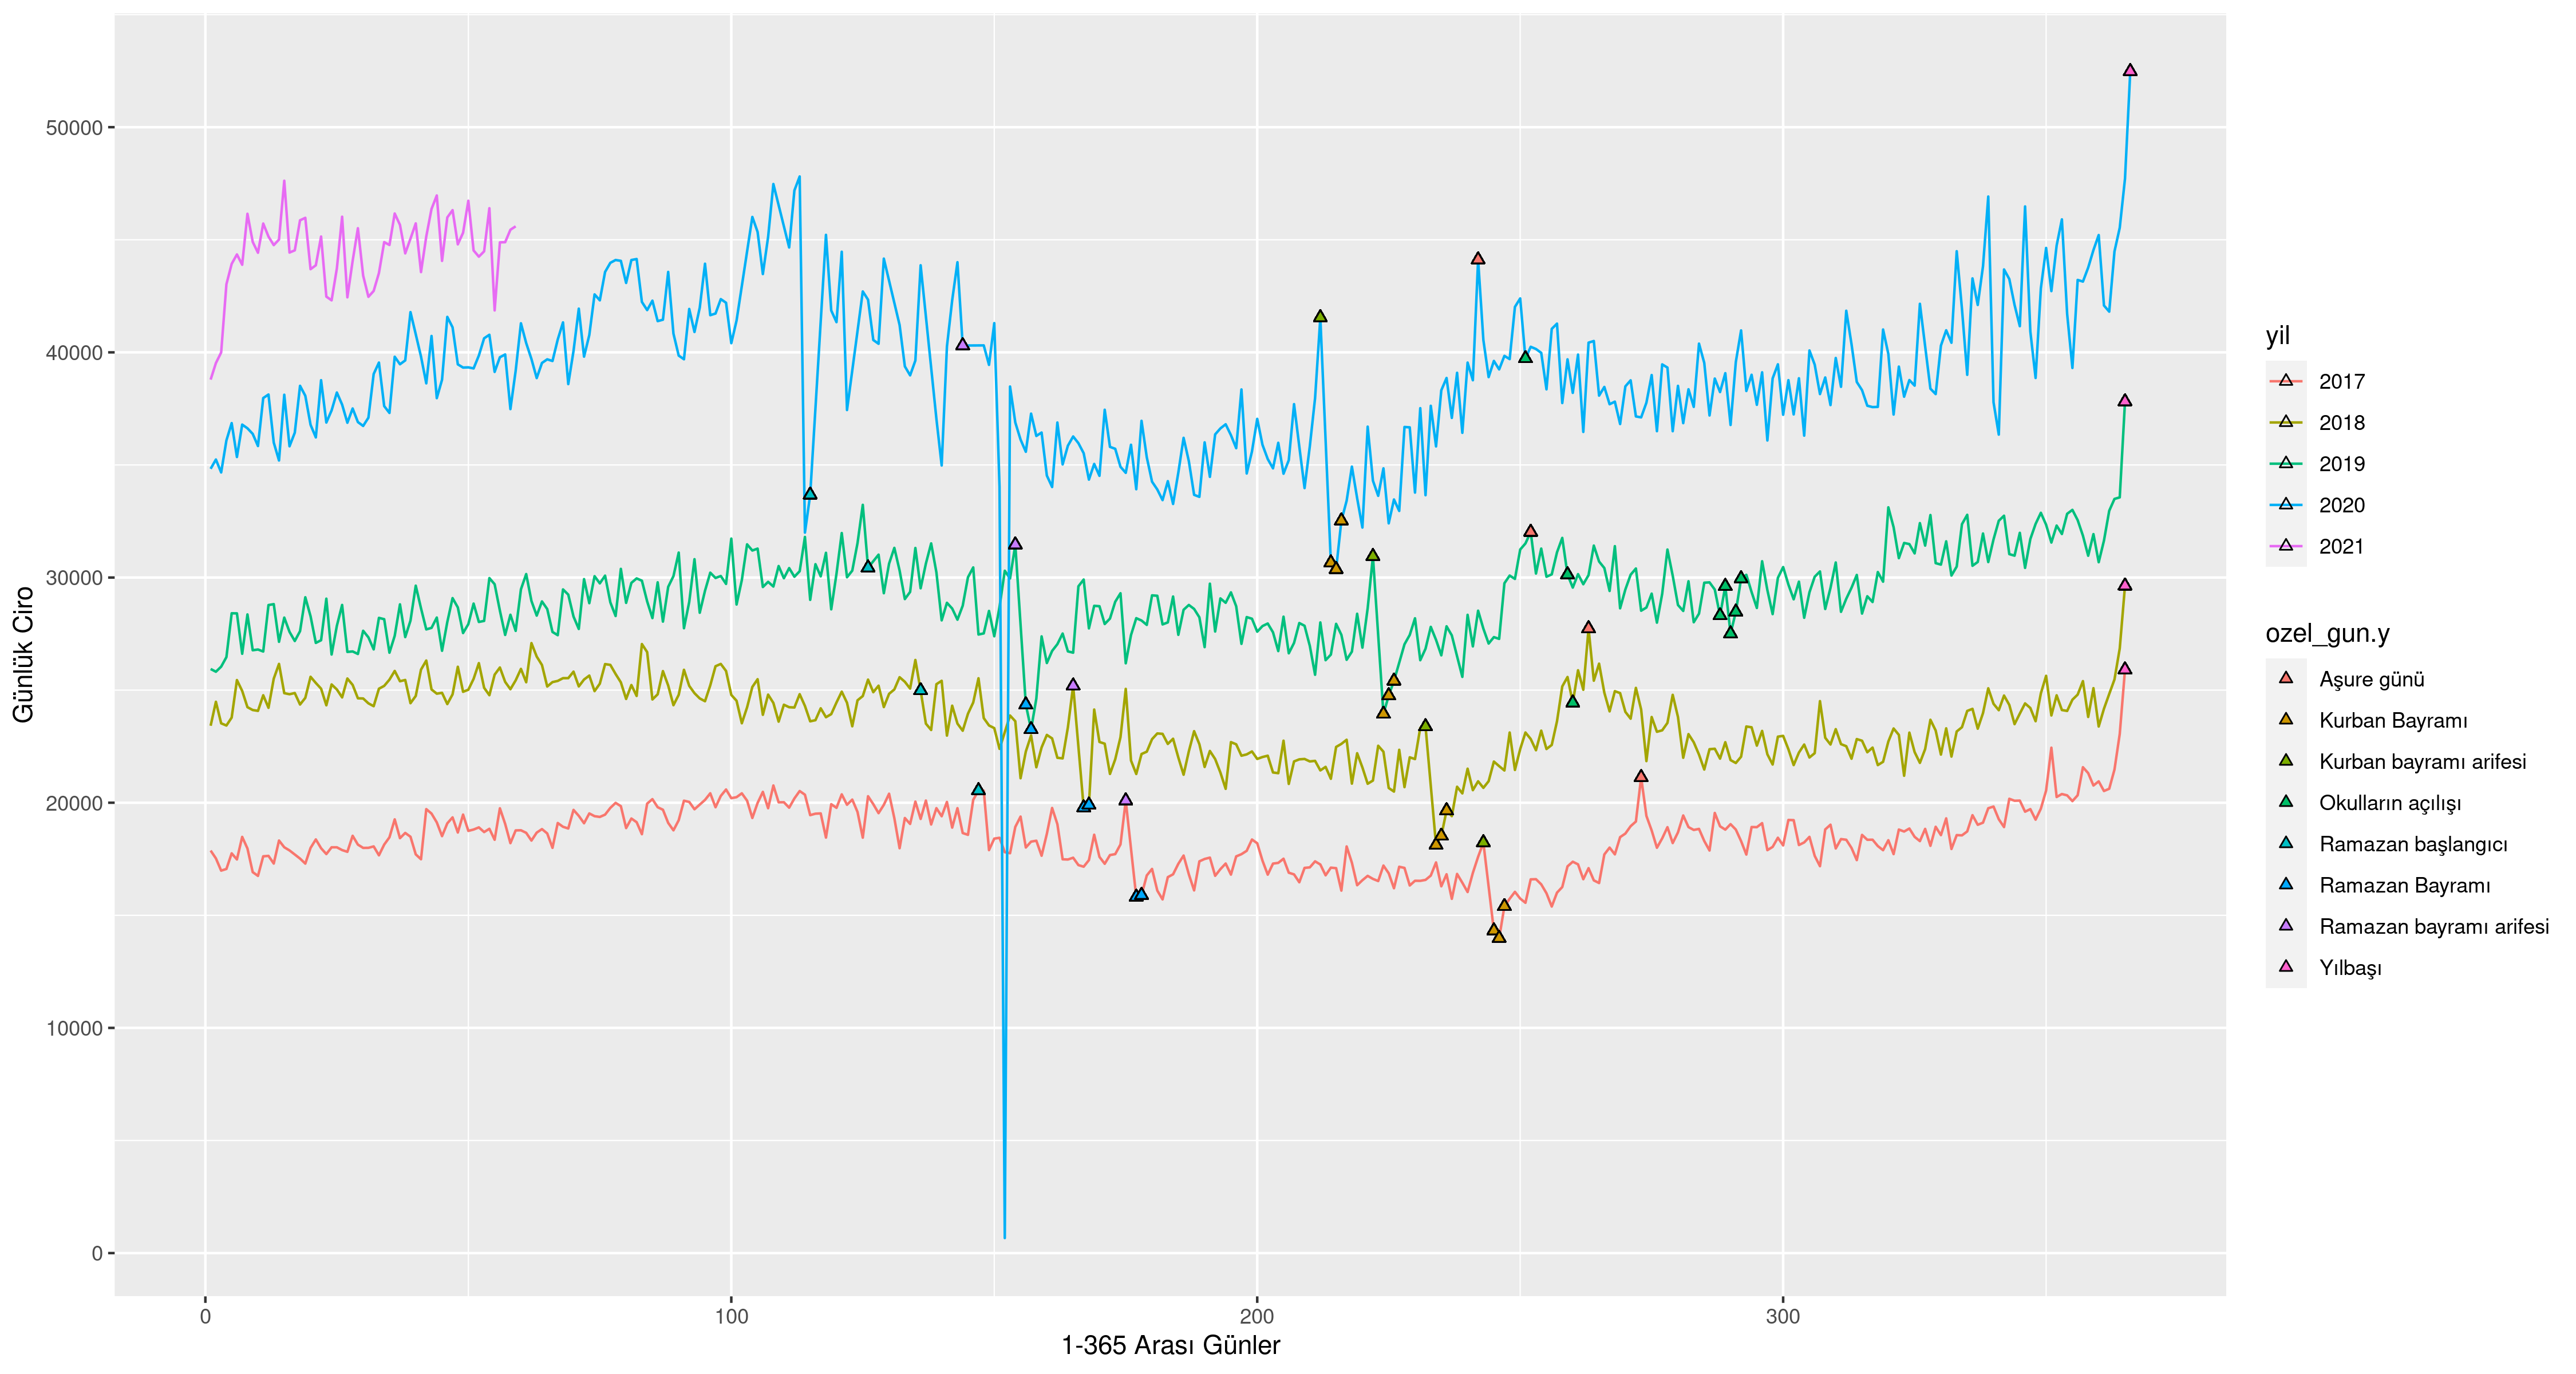 50000
40000
30000
20000
10000
0
Günlük Ciro
0
100
200
300
1-365 Arası Günler
yil
2017
2018
2019
2020
2021
ozel_gun.y
Aşure günü
Kurban Bayramı
Kurban bayramı arifesi
Okulların açılışı
Ramazan başlangıcı
Ramazan Bayramı
Ramazan bayramı arifesi
Yılbaşı